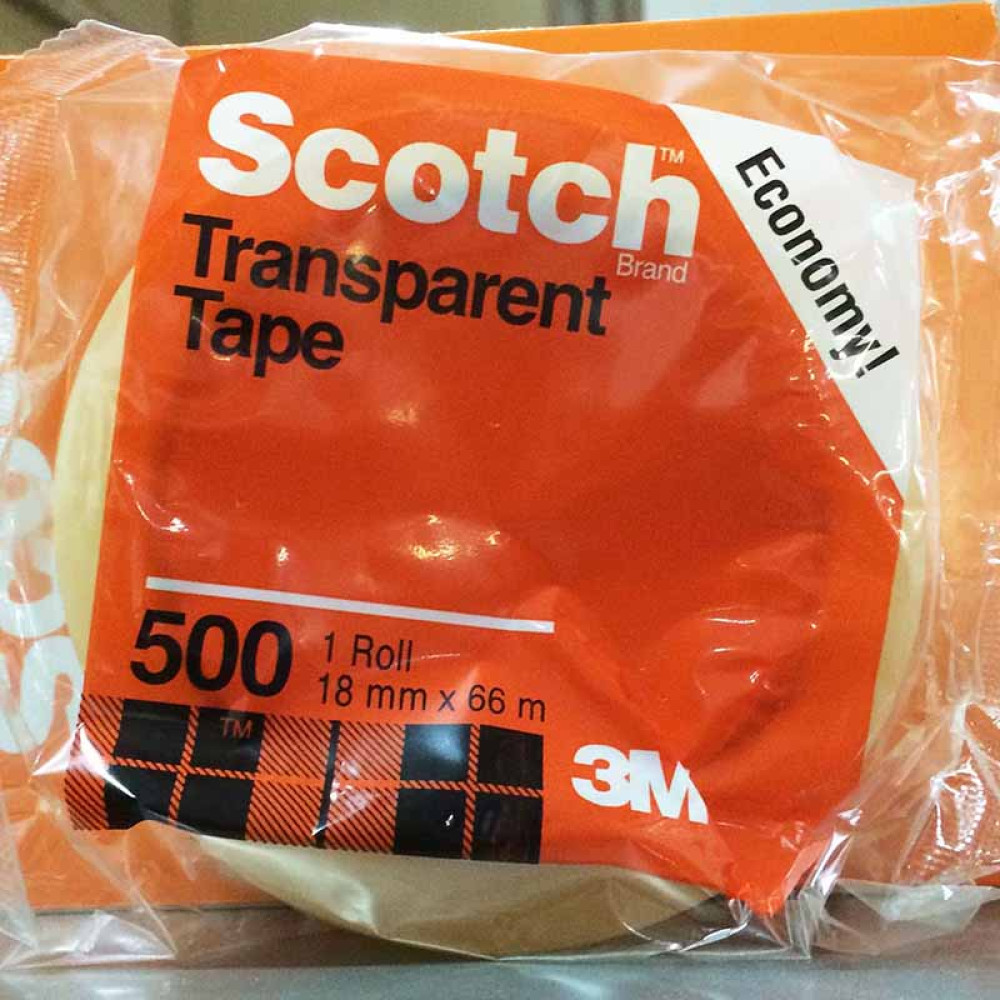 Scotch™
Brand
Economy!
Transparent
Tape
500
1 Roll
18 mm x 66 m
™
3M